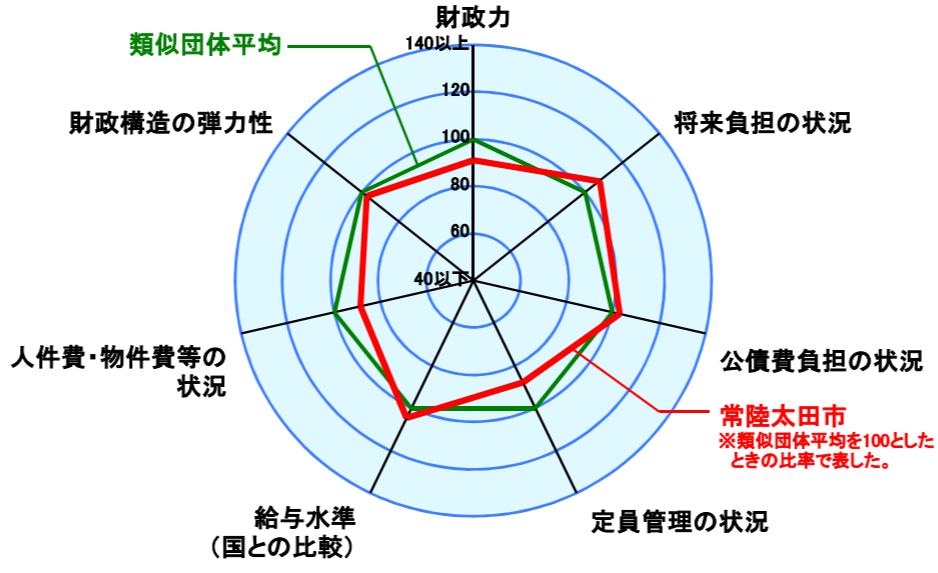 財政力
140以上
類似団体平均
120
財政構造の弾力性
将来負担の状況
100
80
60
40以下
人件費・物件費等の
状況
公債費負担の状況
常陸太田市
※類似団体平均を100とした
ときの比率で表した。
給与水準
（国との比較）
定員管理の状況